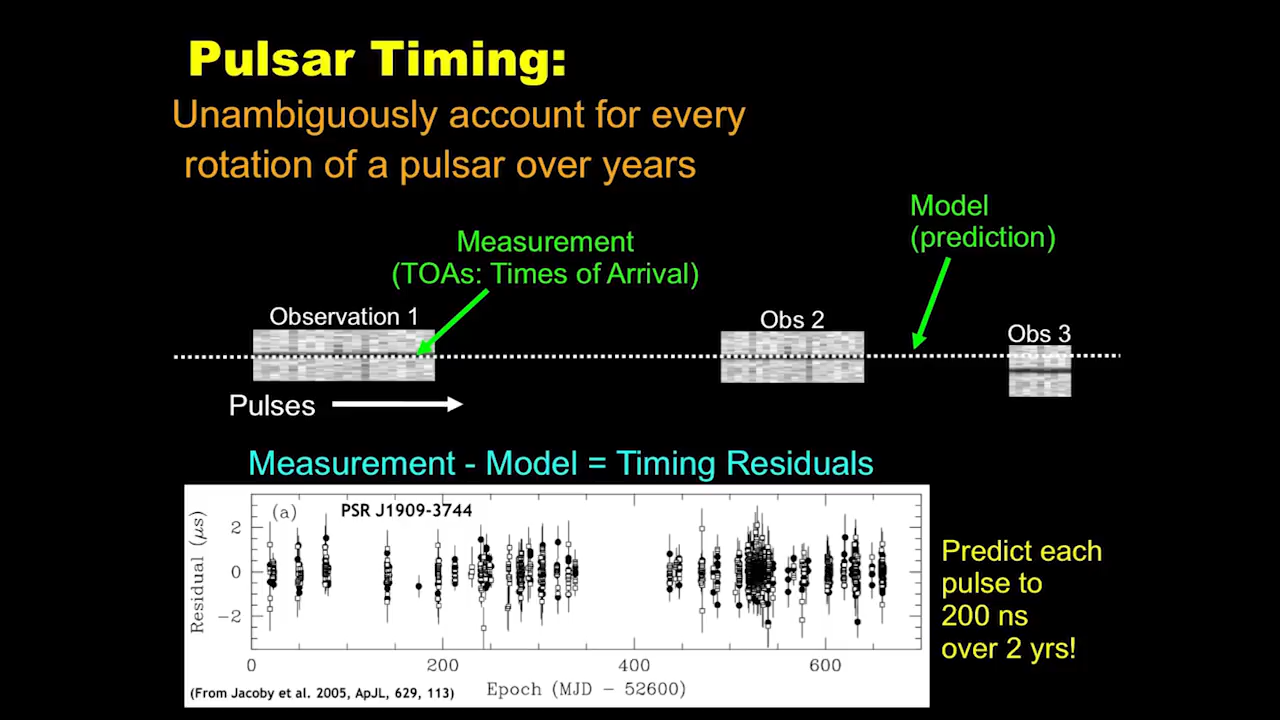 Pulsar Timing:
Unambiguously account for every
rotation of a pulsar over years
Model
(prediction)
Measurement
(TOAs: Times of Arrival)
Observation 1
Obs 2
Obs 3
Pulses
Measurement - Model = Timing Residuals
(a)
PSR J1909-3744
Residual (μs)
2
0
−2
0
200
400
600
Epoch (MJD − 52600)
(From Jacoby et al. 2005, ApJL, 629, 113)
Predict each
pulse to
200 ns
over 2 yrs!